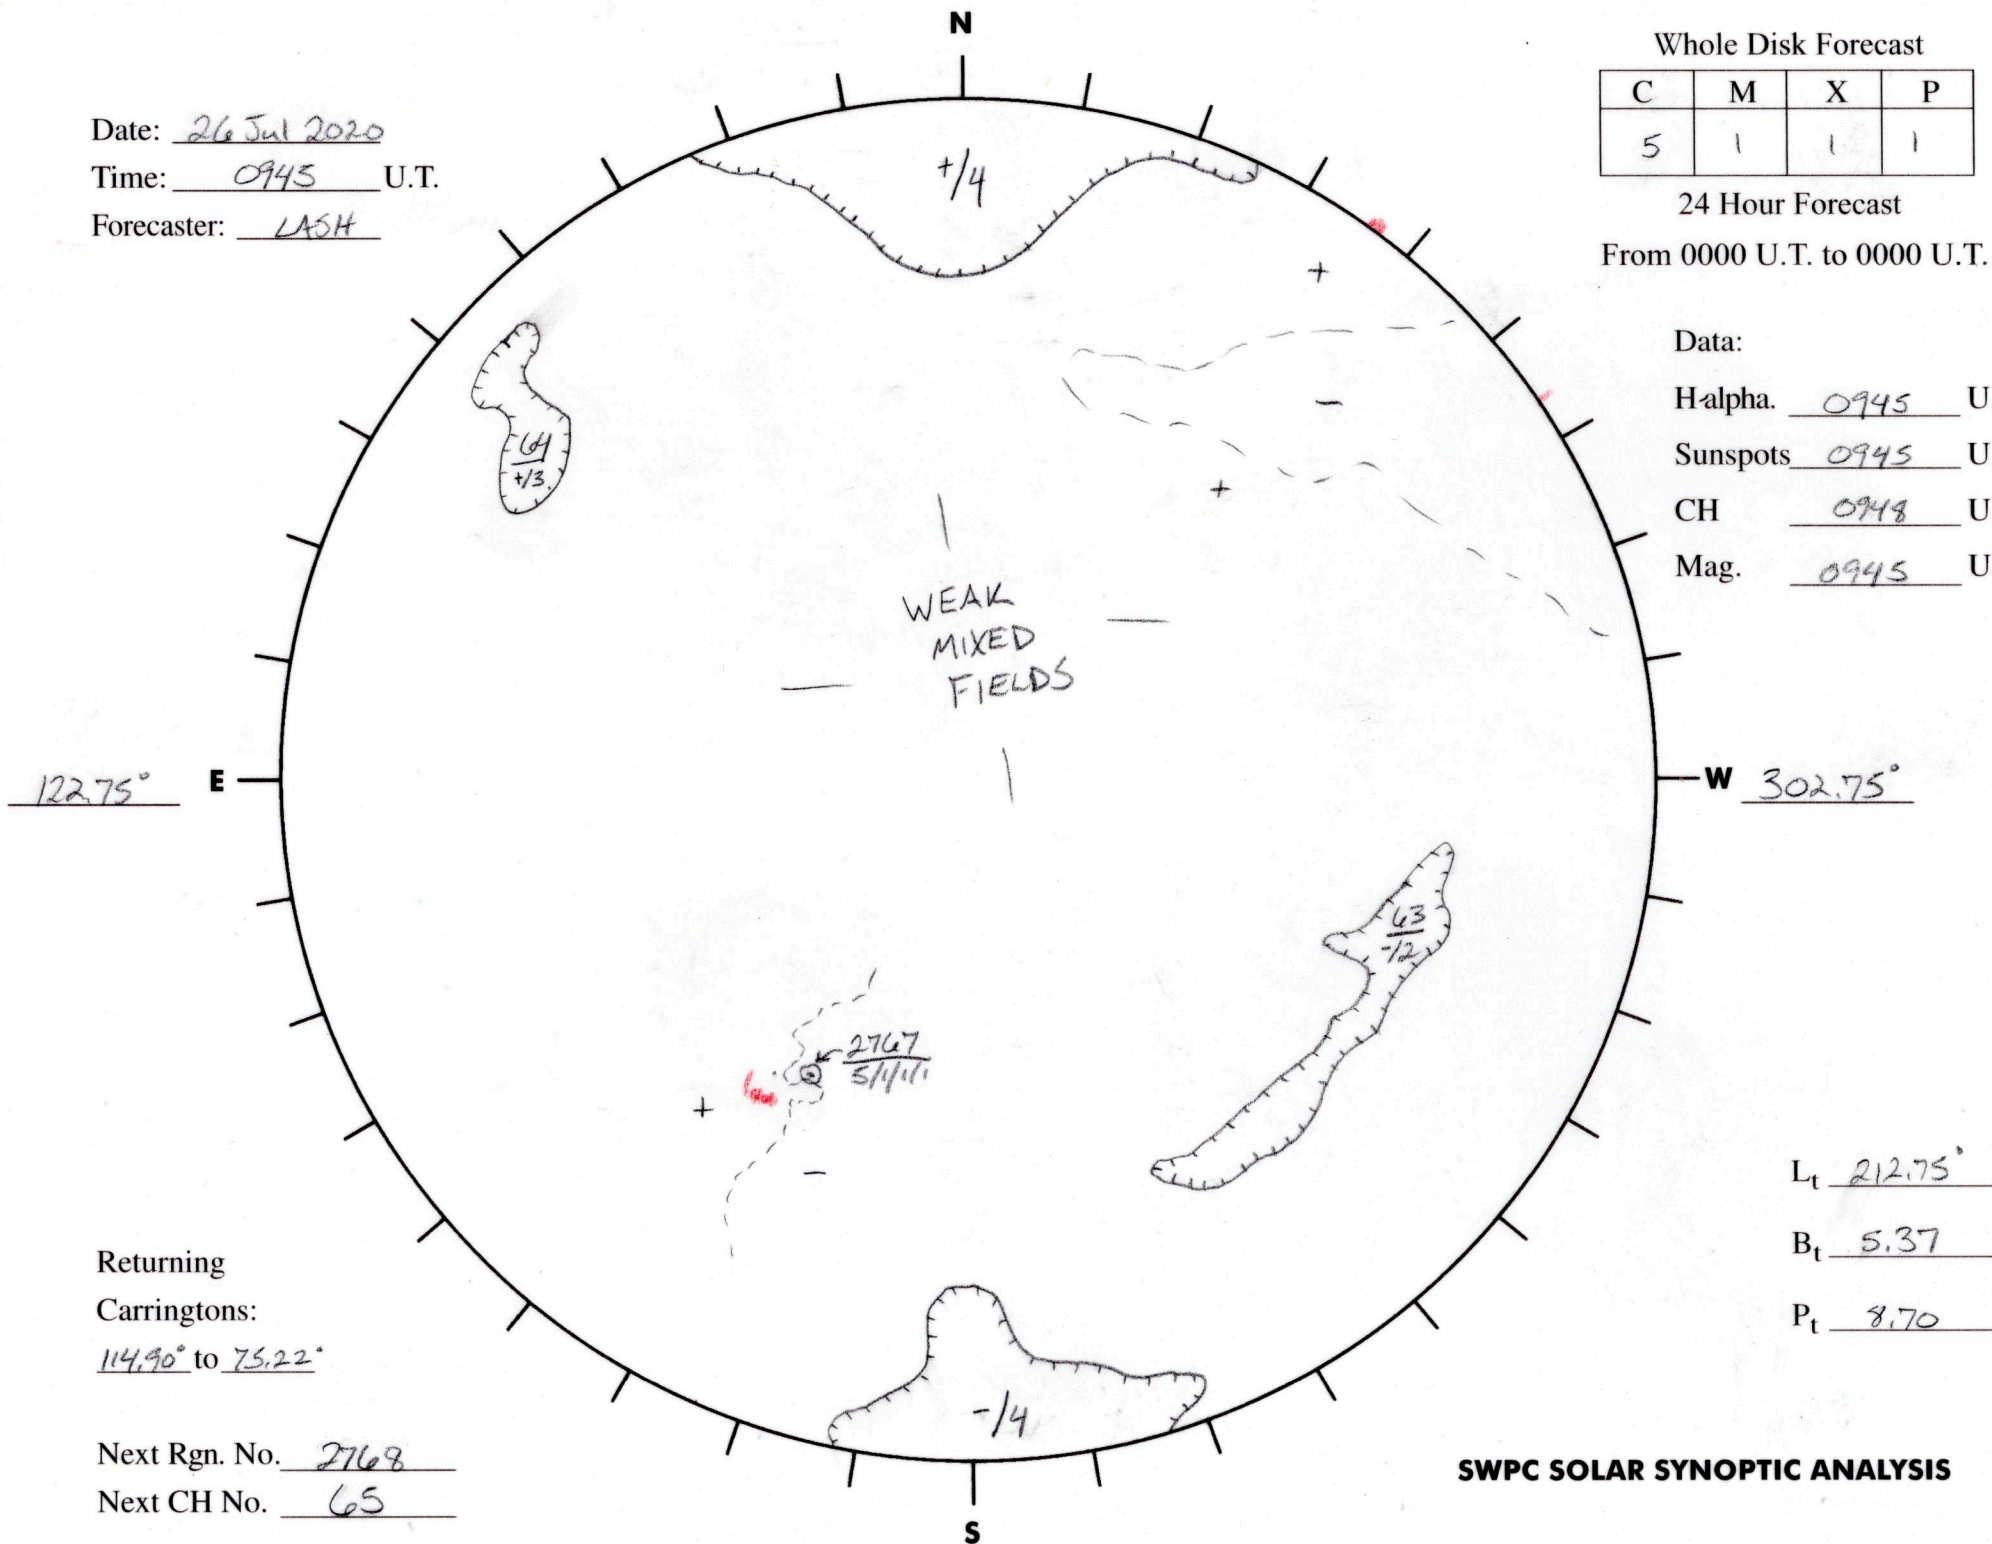 N
Whole Disk Forecast
C M X P
5 1 1 1
24 Hour Forecast
From 0000 U.T. to 0000 U.T.
Date: 26 Jul 2020
Time: 0945 U.T.
Forecaster: LASH
+/4
+
Data:
H-alpha. 0945 U
Sunspots 0945 U
CH 0948 U
Mag. 0945 U
−
64
+/3
+
WEAK
MIXED
FIELDS
122.75° E
W 302.75°
63
-/2
2767
5/1/1/1
+
−
Lt 212.75°
Bt 5.37
Pt 8.70
Returning
Carringtons:
114.90° to 75.22°
-/4
Next Rgn. No. 2768
Next CH No. 65
SWPC SOLAR SYNOPTIC ANALYSIS
S